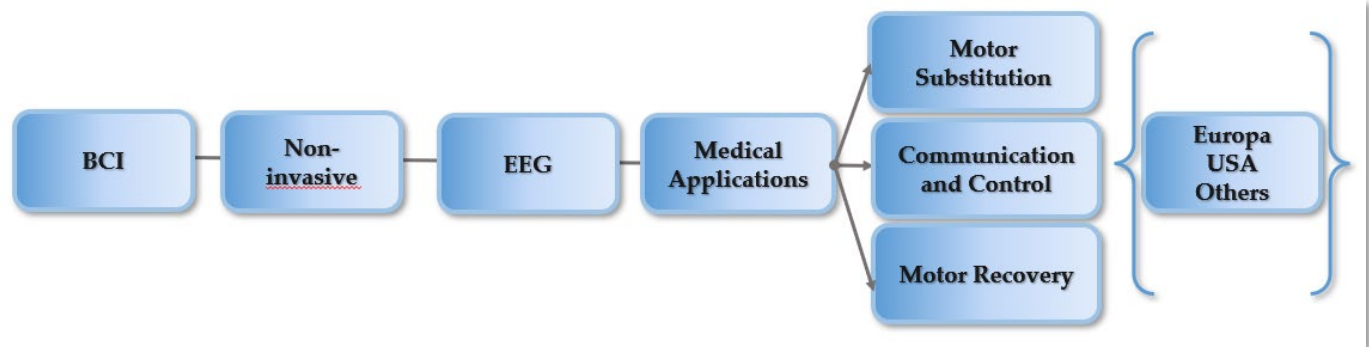 BCI
Non-
invasive
EEG
Medical
Applications
Motor
Substitution
Communication
and Control
Motor Recovery
Europa
USA
Others